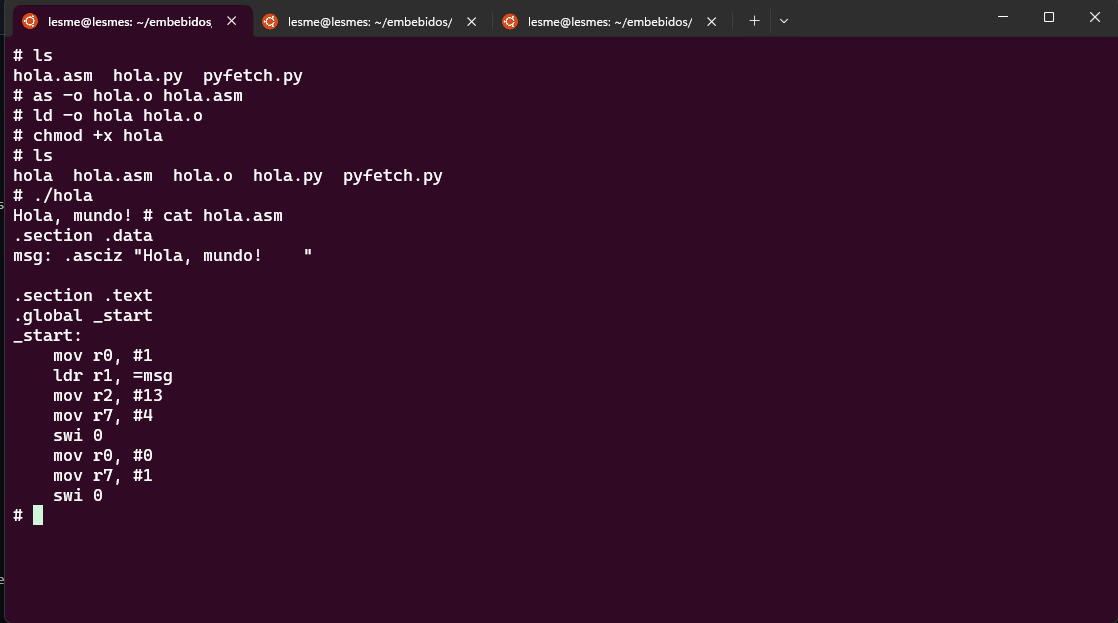 lesme@lesmes: ~/embebidos, lesme@lesmes: ~/embebidos/ lesme@lesmes: ~/embebidos/
# ls
hola.asm  hola.py  pyfetch.py
# as -o hola.o hola.asm
# ld -o hola hola.o
# chmod +x hola
# ls
hola  hola.asm  hola.o  hola.py  pyfetch.py
# ./hola
Hola, mundo! # cat hola.asm
.section .data
msg: .asciz "Hola, mundo!    "
.section .text
.global _start
_start:
    mov r0, #1
    ldr r1, =msg
    mov r2, #13
    mov r7, #4
    swi 0
    mov r0, #0
    mov r7, #1
    swi 0
#